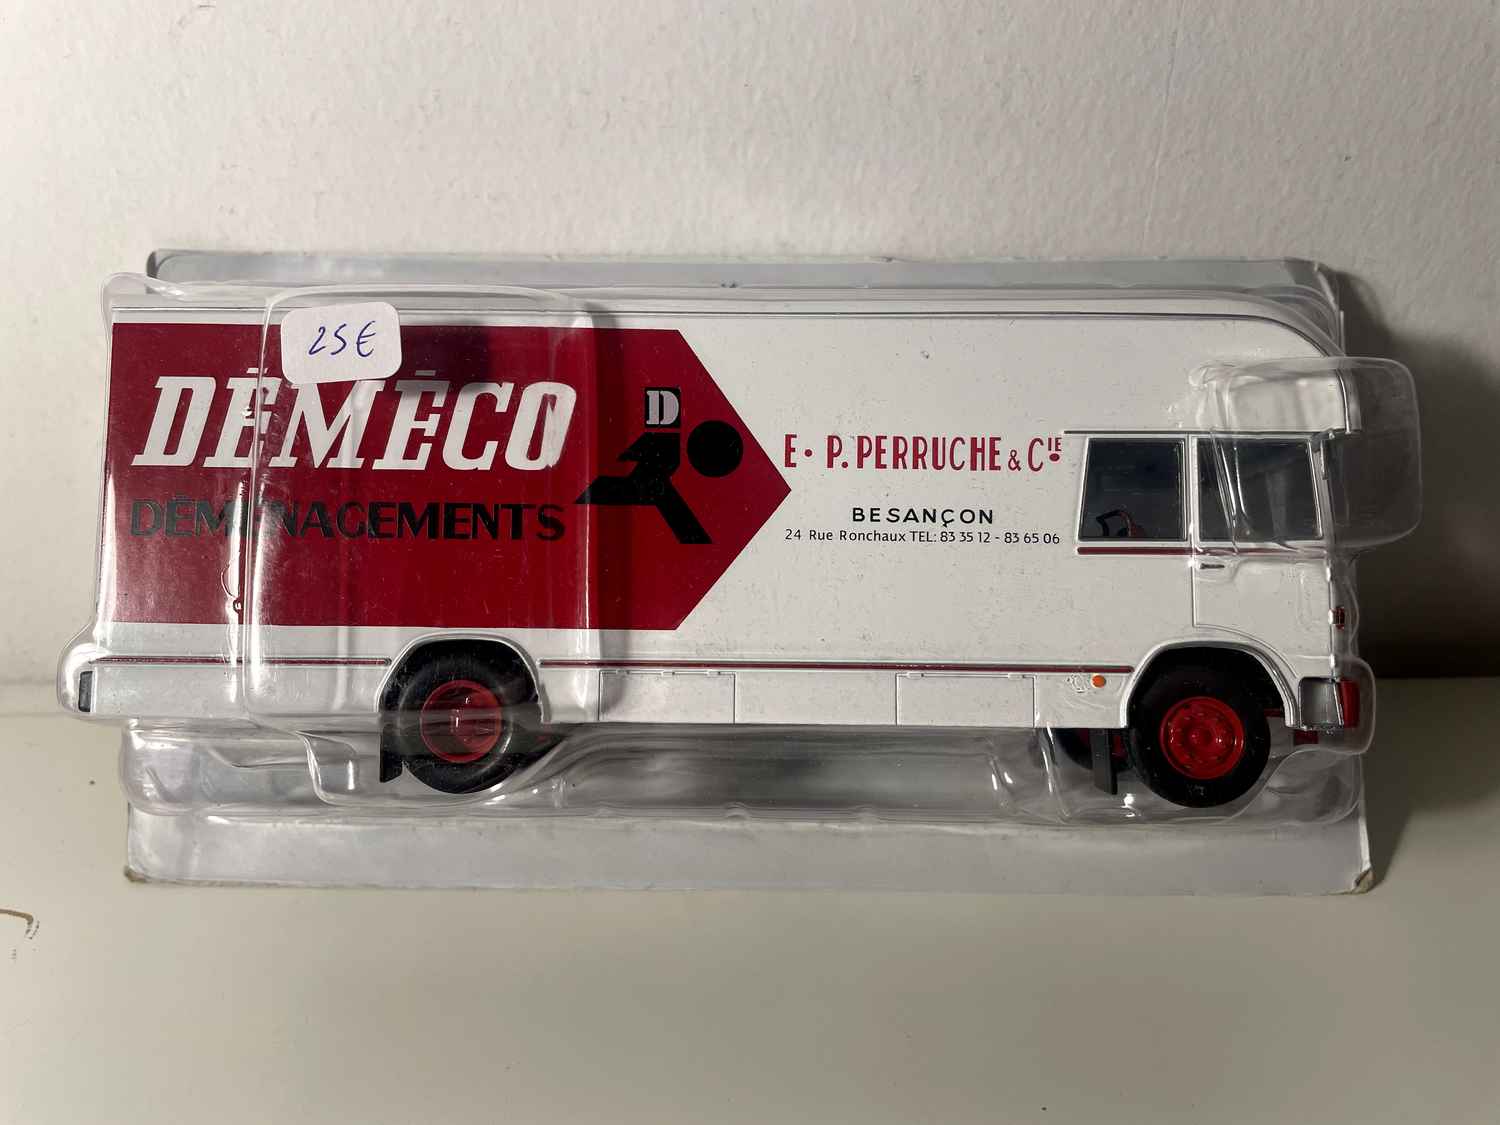 25€
DÉMÉCO
DÉMÉNAGEMENTS
D
E. P. PERRUCHE & CIE
BESANÇON
24 Rue Ronchaux TEL: 83 35 12 - 83 65 06